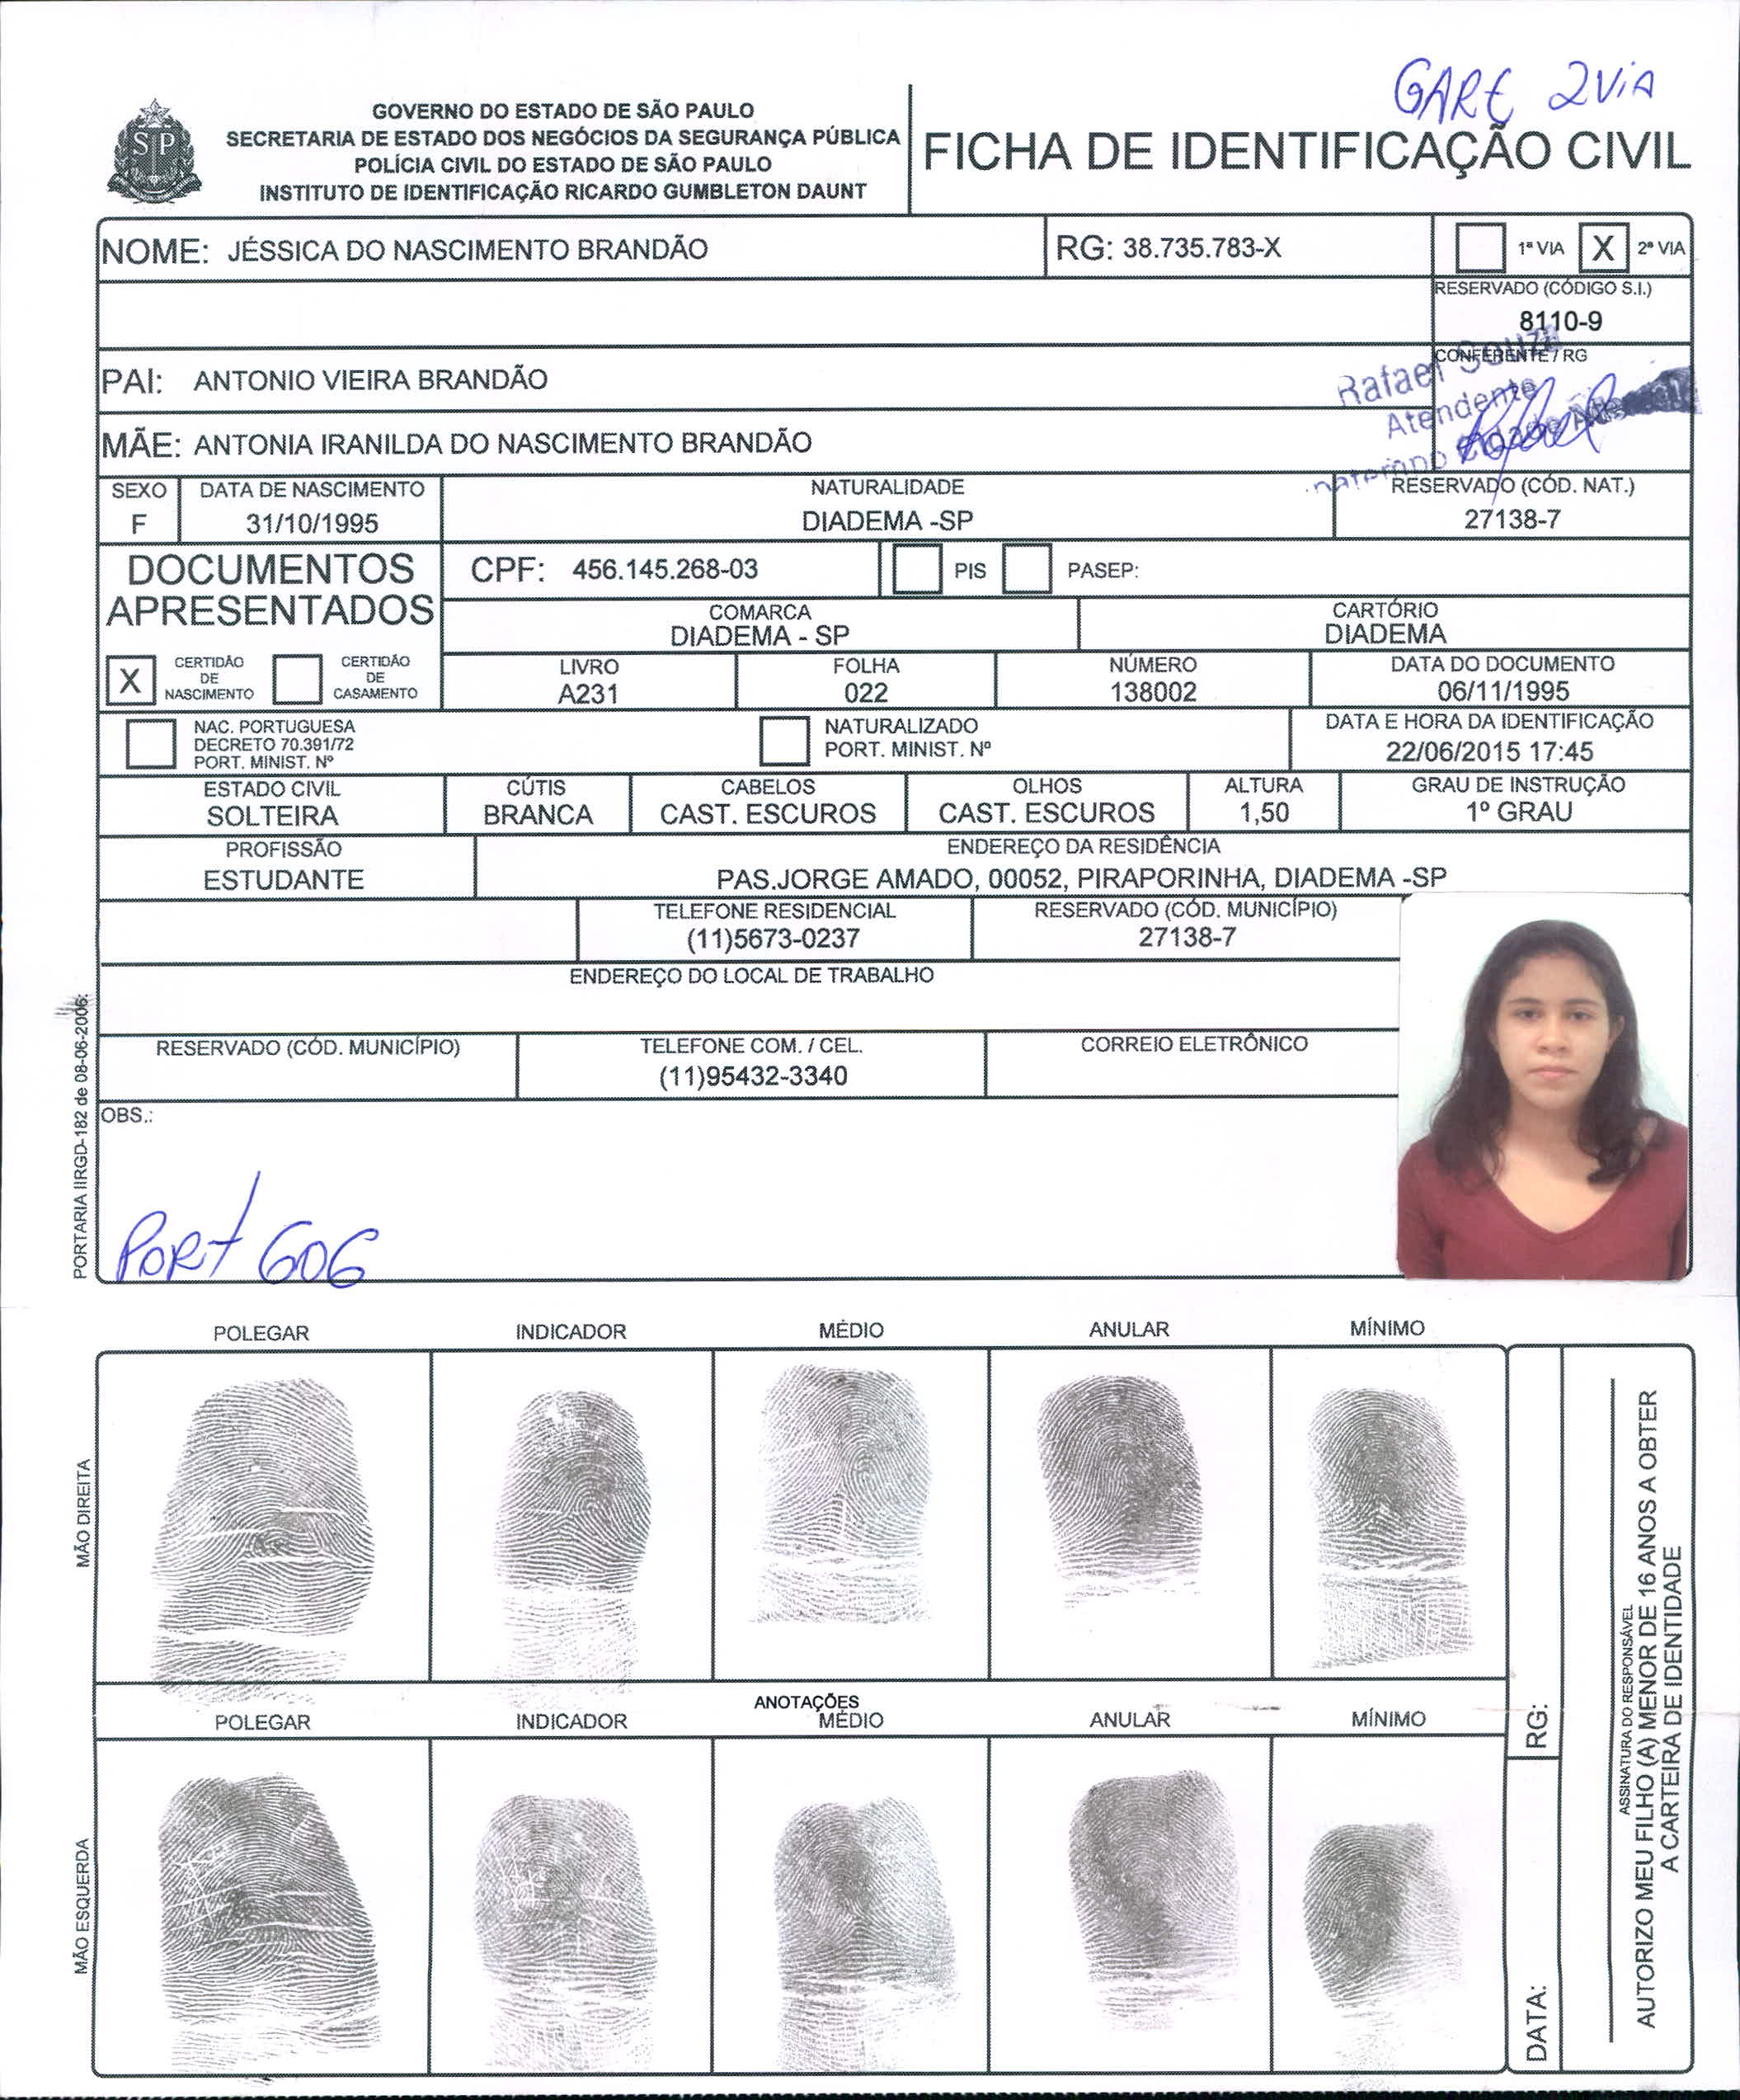 GARE 2ViA
GOVERNO DO ESTADO DE SÃO PAULO
SECRETARIA DE ESTADO DOS NEGÓCIOS DA SEGURANÇA PÚBLICA
POLÍCIA CIVIL DO ESTADO DE SÃO PAULO
INSTITUTO DE IDENTIFICAÇÃO RICARDO GUMBLETON DAUNT
SP
FICHA DE IDENTIFICAÇÃO CIVIL
NOME: JÉSSICA DO NASCIMENTO BRANDÃO
RG: 38.735.783-X
1ª VIA X 2ª VIA
RESERVADO (CÓDIGO S.I.)
8110-9
PAI: ANTONIO VIEIRA BRANDÃO
CONFERENTE / RG
Rafael Souza
Atendente
MÃE: ANTONIA IRANILDA DO NASCIMENTO BRANDÃO
SEXO
F
DATA DE NASCIMENTO
31/10/1995
NATURALIDADE
DIADEMA -SP
RESERVADO (CÓD. NAT.)
27138-7
DOCUMENTOS
APRESENTADOS
CPF: 456.145.268-03
PIS
PASEP:
COMARCA
DIADEMA - SP
CARTÓRIO
DIADEMA
X CERTIDÃO
DE
NASCIMENTO
CERTIDÃO
DE
CASAMENTO
LIVRO
A231
FOLHA
022
NÚMERO
138002
DATA DO DOCUMENTO
06/11/1995
NAC. PORTUGUESA
DECRETO 70.391/72
PORT. MINIST. Nº
NATURALIZADO
PORT. MINIST. Nº
DATA E HORA DA IDENTIFICAÇÃO
22/06/2015 17:45
ESTADO CIVIL
SOLTEIRA
CÚTIS
BRANCA
CABELOS
CAST. ESCUROS
OLHOS
CAST. ESCUROS
ALTURA
1,50
GRAU DE INSTRUÇÃO
1º GRAU
PROFISSÃO
ESTUDANTE
ENDEREÇO DA RESIDÊNCIA
PAS.JORGE AMADO, 00052, PIRAPORINHA, DIADEMA -SP
TELEFONE RESIDENCIAL
(11)5673-0237
RESERVADO (CÓD. MUNICÍPIO)
27138-7
ENDEREÇO DO LOCAL DE TRABALHO
RESERVADO (CÓD. MUNICÍPIO)
TELEFONE COM. / CEL.
(11)95432-3340
CORREIO ELETRÔNICO
OBS.:
PORT 606
PORTARIA IIRGD-182 de 08-06-2006:
POLEGAR INDICADOR MÉDIO ANULAR MÍNIMO
MÃO DIREITA
ANOTAÇÕES
POLEGAR INDICADOR MÉDIO ANULAR MÍNIMO
MÃO ESQUERDA
RG:
DATA:
ASSINATURA DO RESPONSÁVEL
AUTORIZO MEU FILHO (A) MENOR DE 16 ANOS A OBTER
A CARTEIRA DE IDENTIDADE